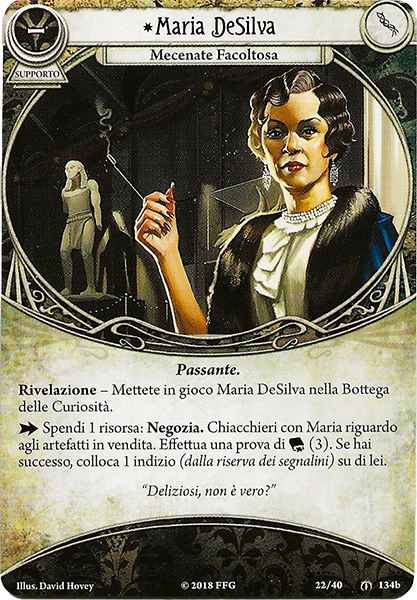 *Maria DeSilva
Mecenate Facoltosa
SUPPORTO
Passante.
Rivelazione – Mettete in gioco Maria DeSilva nella Bottega
delle Curiosità.
Spendi 1 risorsa: Negozia. Chiacchieri con Maria riguardo
agli artefatti in vendita. Effettua una prova di (3). Se hai
successo, colloca 1 indizio (dalla riserva dei segnalini) su di lei.
“Deliziosi, non è vero?”
Illus. David Hovey © 2018 FFG 22/40 134b